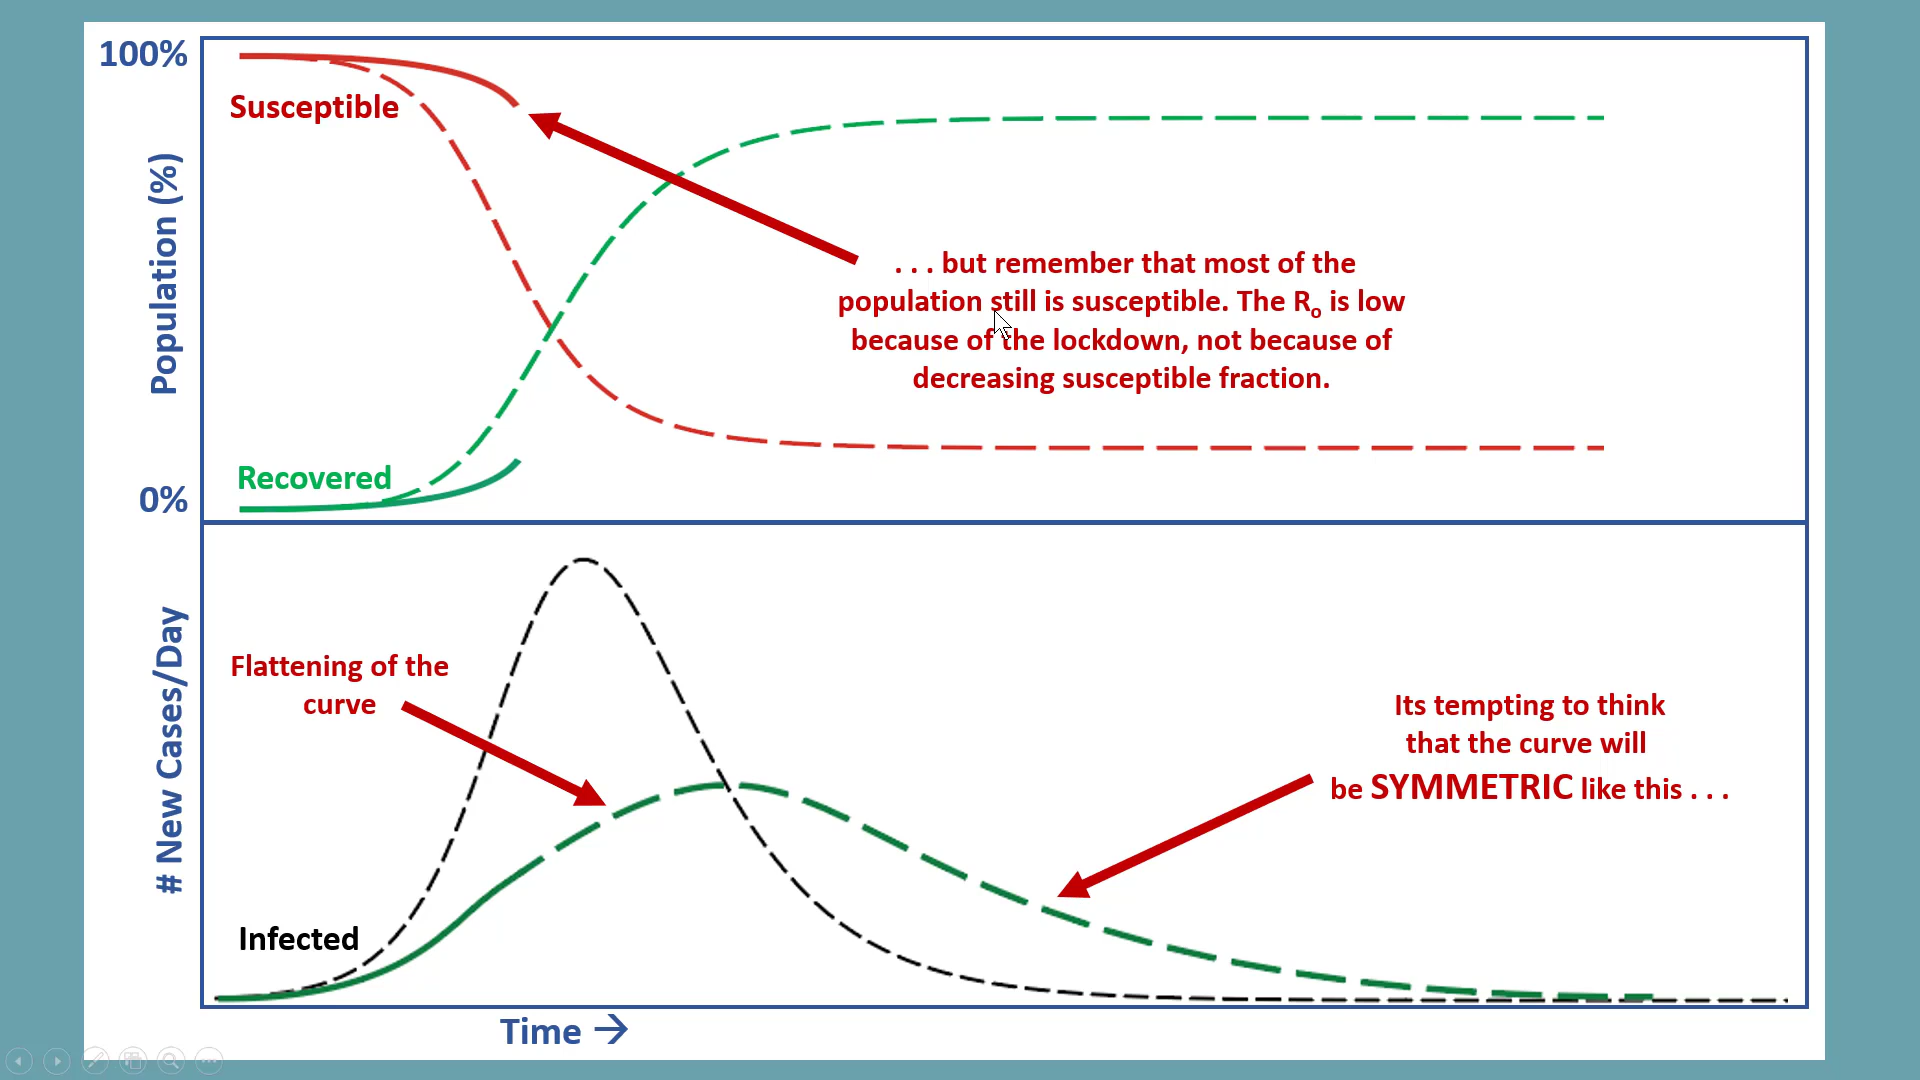 100%
Susceptible
Population (%)
. . . but remember that most of the
population still is susceptible. The Ro is low
because of the lockdown, not because of
decreasing susceptible fraction.
Recovered
0%
# New Cases/Day
Flattening of the
curve
Its tempting to think
that the curve will
be SYMMETRIC like this . . .
Infected
Time →